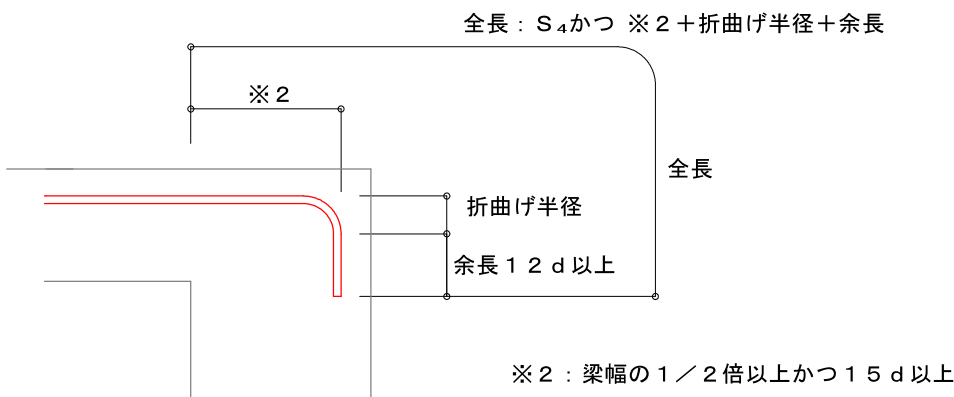 全長：Ｓ₄かつ ※２＋折曲げ半径＋余長
※２
全長
折曲げ半径
余長１２ｄ以上
※２：梁幅の１／２倍以上かつ１５ｄ以上